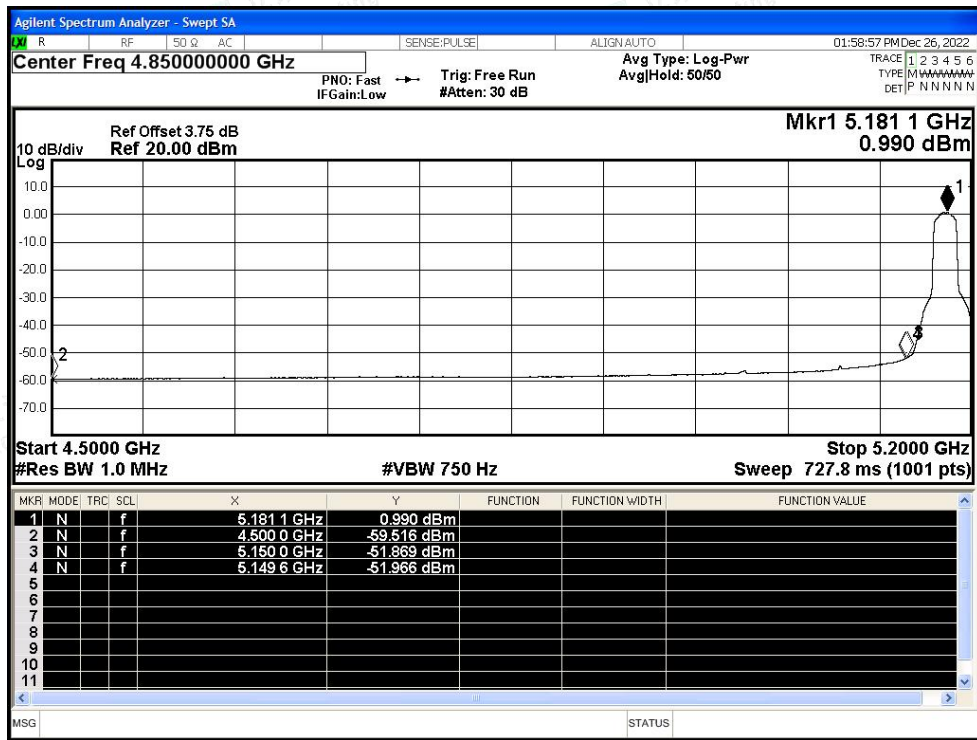 Agilent Spectrum Analyzer - Swept SA
LXI R RF 50 Ω AC SENSE:PULSE ALIGN AUTO 01:58:57 PM Dec 26, 2022
Center Freq 4.850000000 GHz
PNO: Fast
IFGain:Low
Trig: Free Run
#Atten: 30 dB
Avg Type: Log-Pwr
Avg|Hold: 50/50
TRACE 1 2 3 4 5 6
TYPE M WWWWW
DET P N N N N N
Mkr1 5.181 1 GHz
0.990 dBm
Ref Offset 3.75 dB
10 dB/div Ref 20.00 dBm
Log
10.0
0.00
-10.0
-20.0
-30.0
-40.0
-50.0
-60.0
-70.0
1
2
Start 4.5000 GHz Stop 5.2000 GHz
#Res BW 1.0 MHz #VBW 750 Hz Sweep 727.8 ms (1001 pts)
MKR MODE TRC SCL X Y FUNCTION FUNCTION WIDTH FUNCTION VALUE
1 N f 5.181 1 GHz 0.990 dBm
2 N f 4.500 0 GHz -59.516 dBm
3 N f 5.150 0 GHz -51.869 dBm
4 N f 5.149 6 GHz -51.966 dBm
5
6
7
8
9
10
11
MSG STATUS